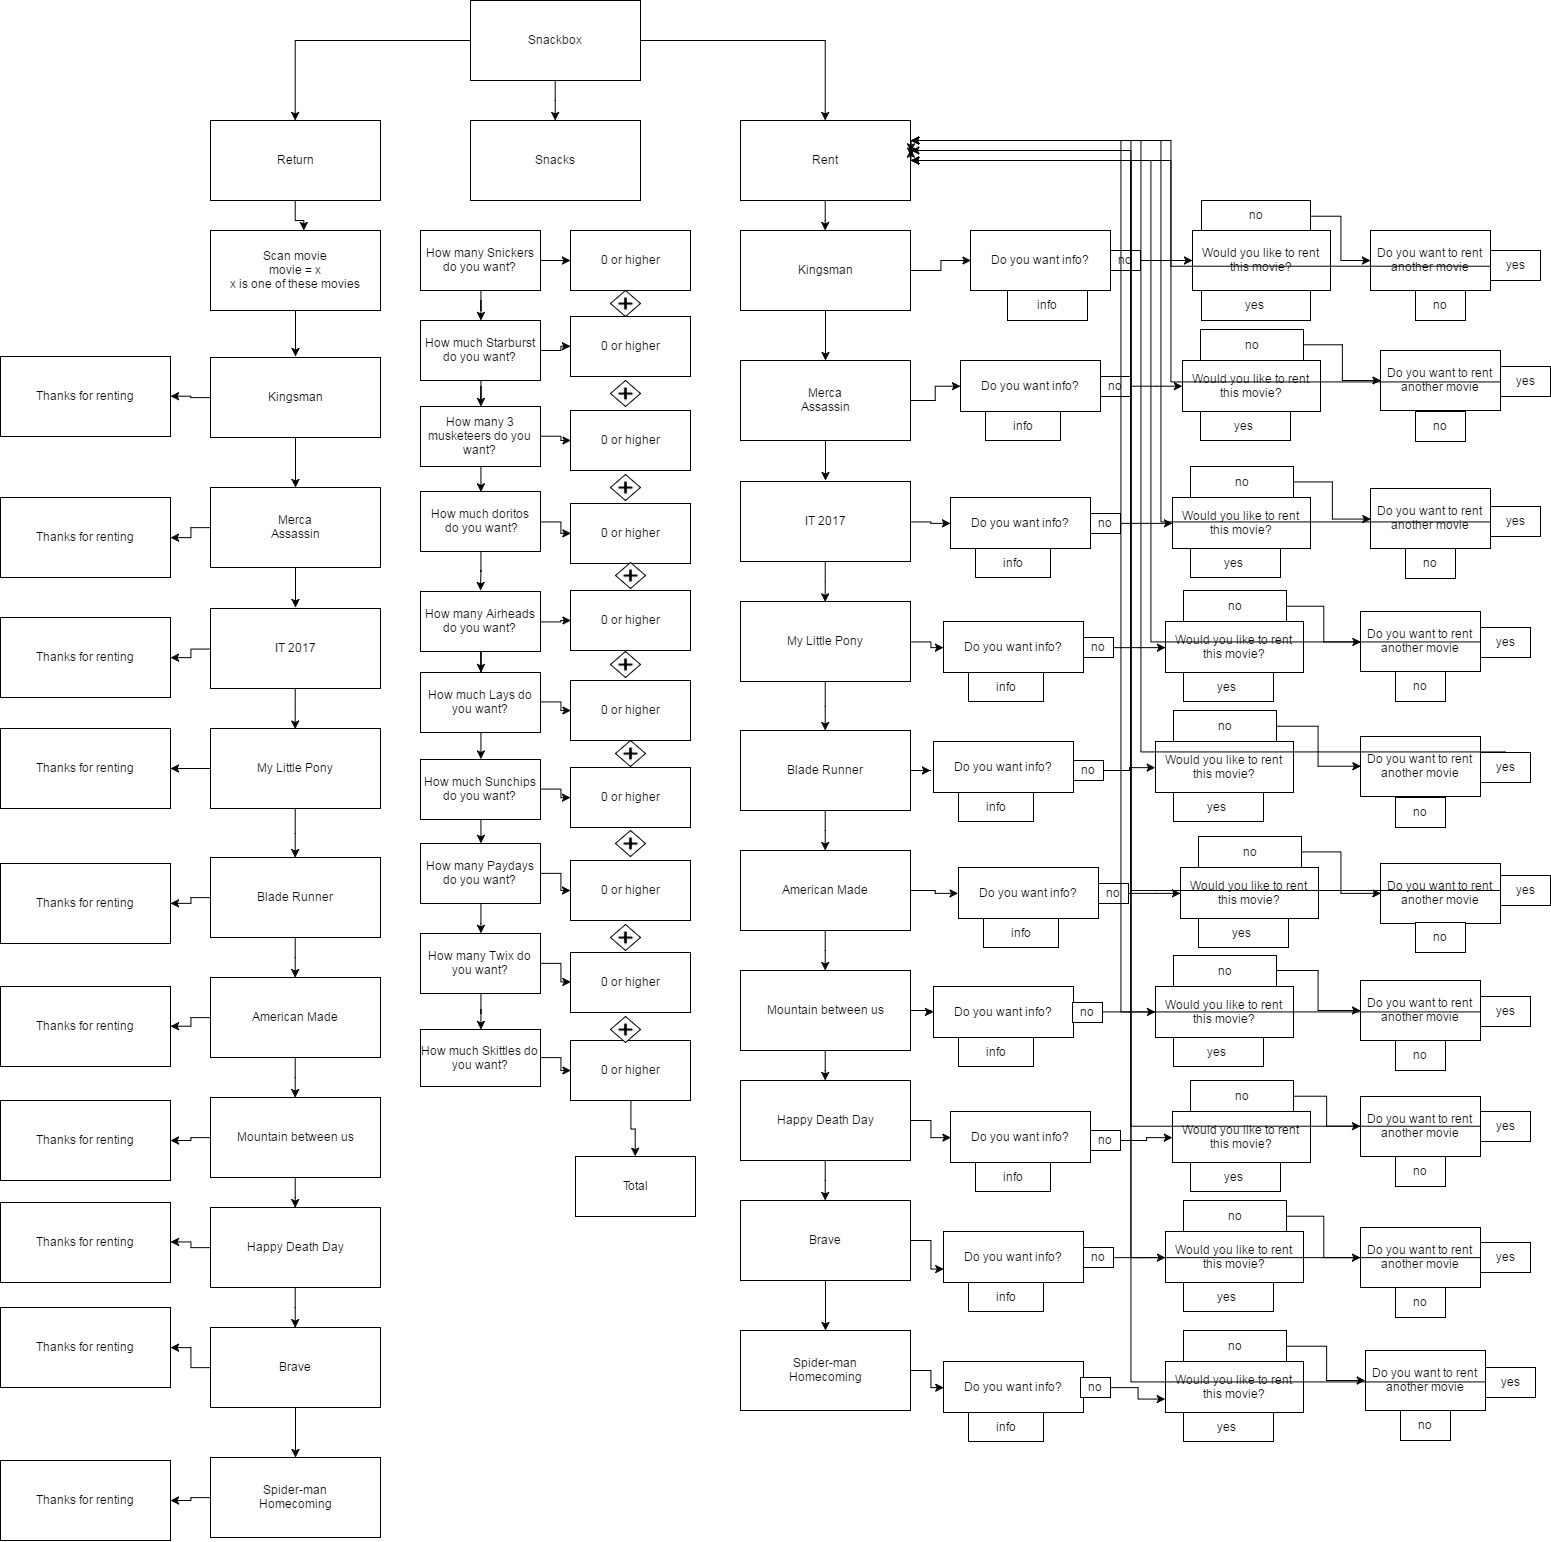 Snackbox
Return
Snacks
Rent
Scan movie
movie = x
x is one of these movies
Kingsman
Thanks for renting
Merca
Assassin
Thanks for renting
IT 2017
Thanks for renting
My Little Pony
Thanks for renting
Blade Runner
Thanks for renting
American Made
Thanks for renting
Mountain between us
Thanks for renting
Happy Death Day
Thanks for renting
Brave
Thanks for renting
Spider-man
Homecoming
Thanks for renting
How many Snickers
do you want?
0 or higher
How much Starburst
do you want?
0 or higher
How many 3
musketeers do you
want?
0 or higher
How much doritos
do you want?
0 or higher
How many Airheads
do you want?
0 or higher
How much Lays do
you want?
0 or higher
How much Sunchips
do you want?
0 or higher
How many Paydays
do you want?
0 or higher
How many Twix do
you want?
0 or higher
How much Skittles do
you want?
0 or higher
Total
Kingsman
Do you want info?
no
info
no
Would you like to rent
this movie?
yes
Do you want to rent
another movie
yes
no
Merca
Assassin
Do you want info?
no
info
no
Would you like to rent
this movie?
yes
Do you want to rent
another movie
yes
no
IT 2017
Do you want info?
no
info
no
Would you like to rent
this movie?
yes
Do you want to rent
another movie
yes
no
My Little Pony
Do you want info?
no
info
no
Would you like to rent
this movie?
yes
Do you want to rent
another movie
yes
no
Blade Runner
Do you want info?
no
info
no
Would you like to rent
this movie?
yes
Do you want to rent
another movie
yes
no
American Made
Do you want info?
no
info
no
Would you like to rent
this movie?
yes
Do you want to rent
another movie
yes
no
Mountain between us
Do you want info?
no
info
no
Would you like to rent
this movie?
yes
Do you want to rent
another movie
yes
no
Happy Death Day
Do you want info?
no
info
no
Would you like to rent
this movie?
yes
Do you want to rent
another movie
yes
no
Brave
Do you want info?
no
info
no
Would you like to rent
this movie?
yes
Do you want to rent
another movie
yes
no
Spider-man
Homecoming
Do you want info?
no
info
no
Would you like to rent
this movie?
yes
Do you want to rent
another movie
yes
no